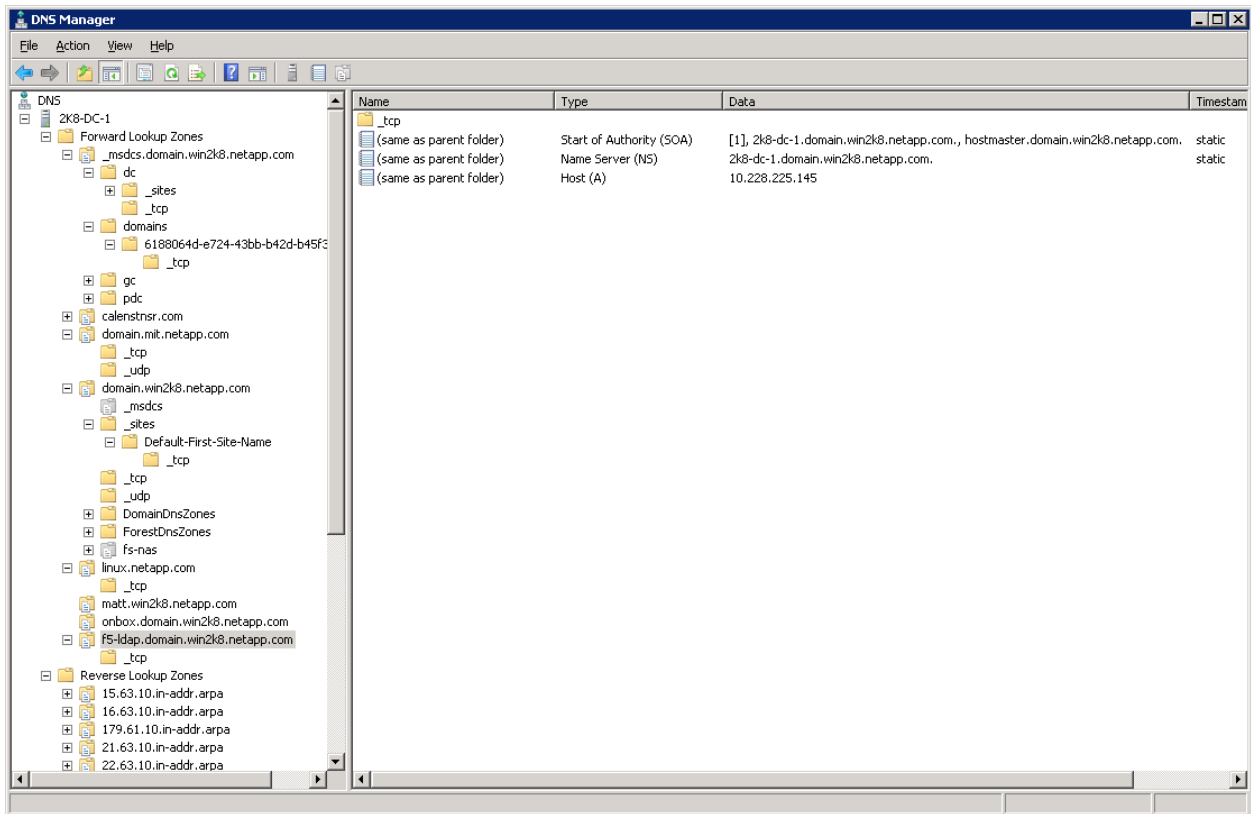 DNS Manager
File Action View Help
DNS
2K8-DC-1
Forward Lookup Zones
_msdcs.domain.win2k8.netapp.com
dc
_sites
_tcp
domains
6188064d-e724-43bb-b42d-b45f3
_tcp
gc
pdc
calenstnsr.com
domain.mit.netapp.com
_tcp
_udp
domain.win2k8.netapp.com
_msdcs
_sites
Default-First-Site-Name
_tcp
_tcp
_udp
DomainDnsZones
ForestDnsZones
fs-nas
linux.netapp.com
_tcp
matt.win2k8.netapp.com
onbox.domain.win2k8.netapp.com
f5-ldap.domain.win2k8.netapp.com
_tcp
Reverse Lookup Zones
15.63.10.in-addr.arpa
16.63.10.in-addr.arpa
179.61.10.in-addr.arpa
21.63.10.in-addr.arpa
22.63.10.in-addr.arpa
Name Type Data Timestam
_tcp
(same as parent folder) Start of Authority (SOA) [1], 2k8-dc-1.domain.win2k8.netapp.com., hostmaster.domain.win2k8.netapp.com. static
(same as parent folder) Name Server (NS) 2k8-dc-1.domain.win2k8.netapp.com. static
(same as parent folder) Host (A) 10.228.225.145